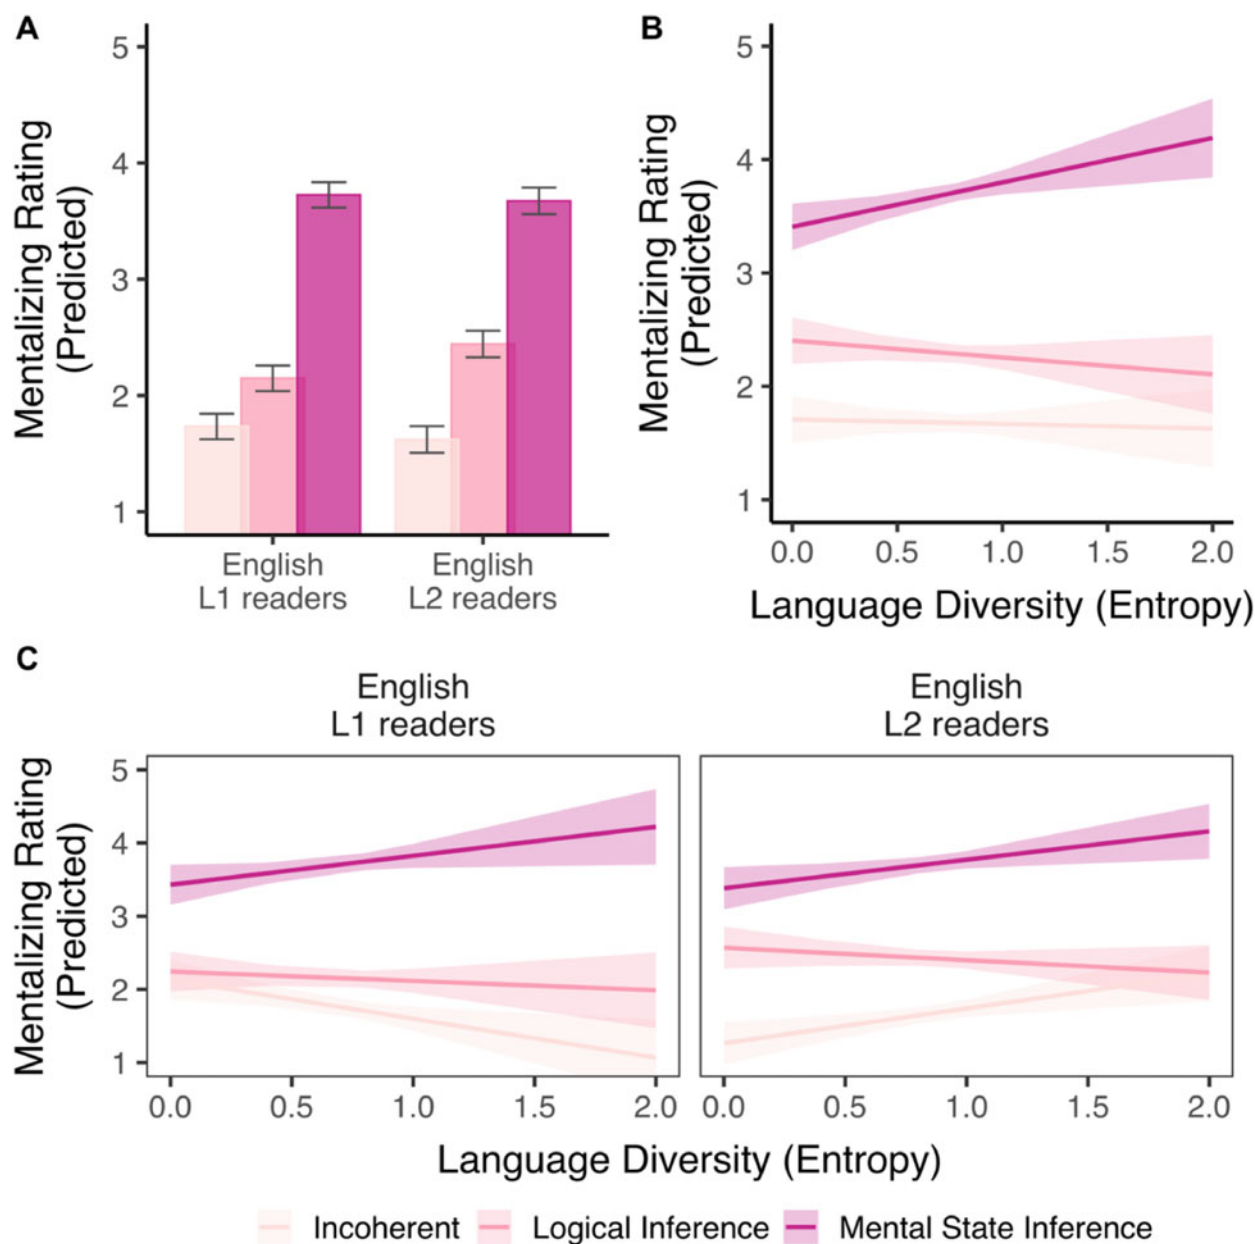 A
Mentalizing Rating
(Predicted)
5
4
3
2
1
English
L1 readers
English
L2 readers
B
Mentalizing Rating
(Predicted)
5
4
3
2
1
0.0 0.5 1.0 1.5 2.0
Language Diversity (Entropy)
C
English
L1 readers
English
L2 readers
Mentalizing Rating
(Predicted)
5
4
3
2
1
0.0 0.5 1.0 1.5 2.0
0.0 0.5 1.0 1.5 2.0
Language Diversity (Entropy)
Incoherent Logical Inference Mental State Inference